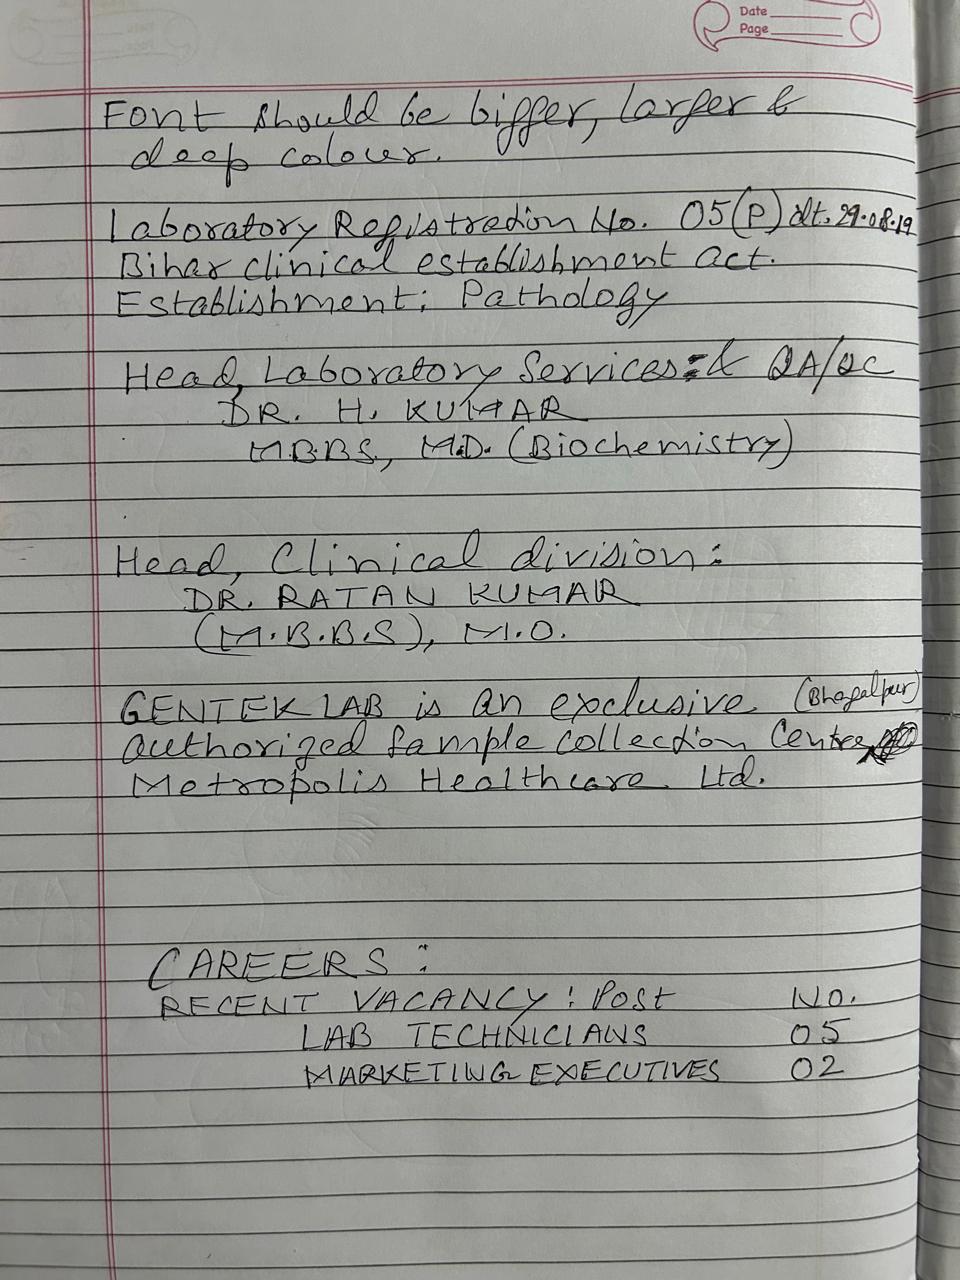 Date
Page
Font should be bigger, larger &
deep colour.
Laboratory Registration No. 05(P) dt. 29.08.19
Bihar clinical establishment act.
Establishment: Pathology
Head, Laboratory Services & QA/QC
DR. H. KUMAR
M.B.B.S., M.D. (Biochemistry)
Head, Clinical division:
DR. RATAN KUMAR
(M.B.B.S), M.O.
GENTEK LAB is an exclusive (Bhagalpur)
authorized Sample collection Centre
Metropolis Healthcare Ltd.
CAREERS:
RECENT VACANCY: Post No.
LAB TECHNICIANS 05
MARKETING EXECUTIVES 02